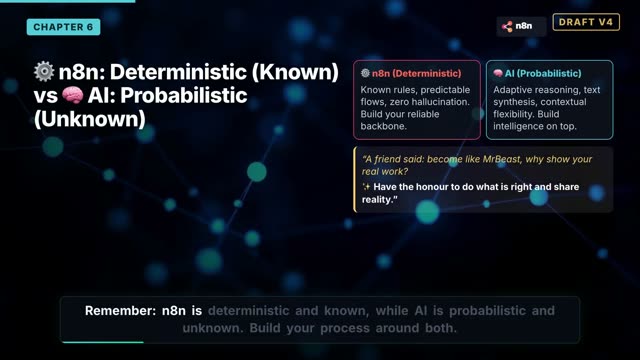 CHAPTER 6
n8n
DRAFT V4
⚙️ n8n: Deterministic (Known)
vs 🧠 AI: Probabilistic
(Unknown)
⚙️ n8n (Deterministic)
Known rules, predictable
flows, zero hallucination.
Build your reliable
backbone.
🧠 AI (Probabilistic)
Adaptive reasoning, text
synthesis, contextual
flexibility. Build
intelligence on top.
"A friend said: become like MrBeast, why show your
real work?
✨ Have the honour to do what is right and share
reality."
Remember: n8n is deterministic and known, while AI is probabilistic and
unknown. Build your process around both.